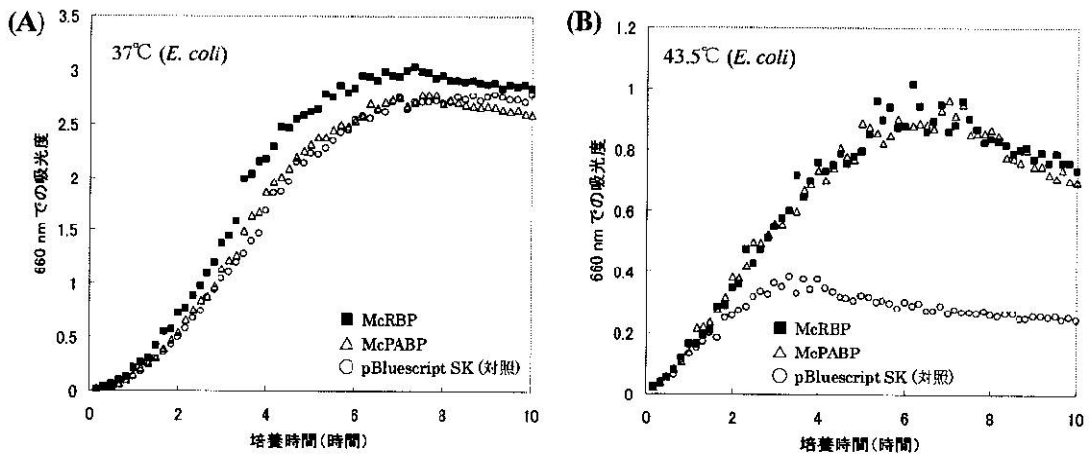 (A)
37℃ (E. coli)
3.5
3
2.5
2
1.5
1
0.5
0
660 nm での吸光度
■ McRBP
△ McPABP
○ pBluescript SK (対照)
0 2 4 6 8 10
培養時間(時間)
(B)
43.5℃ (E. coli)
1.2
1
0.8
0.6
0.4
0.2
0
660 nm での吸光度
■ McRBP
△ McPABP
○ pBluescript SK (対照)
0 2 4 6 8 10
培養時間(時間)